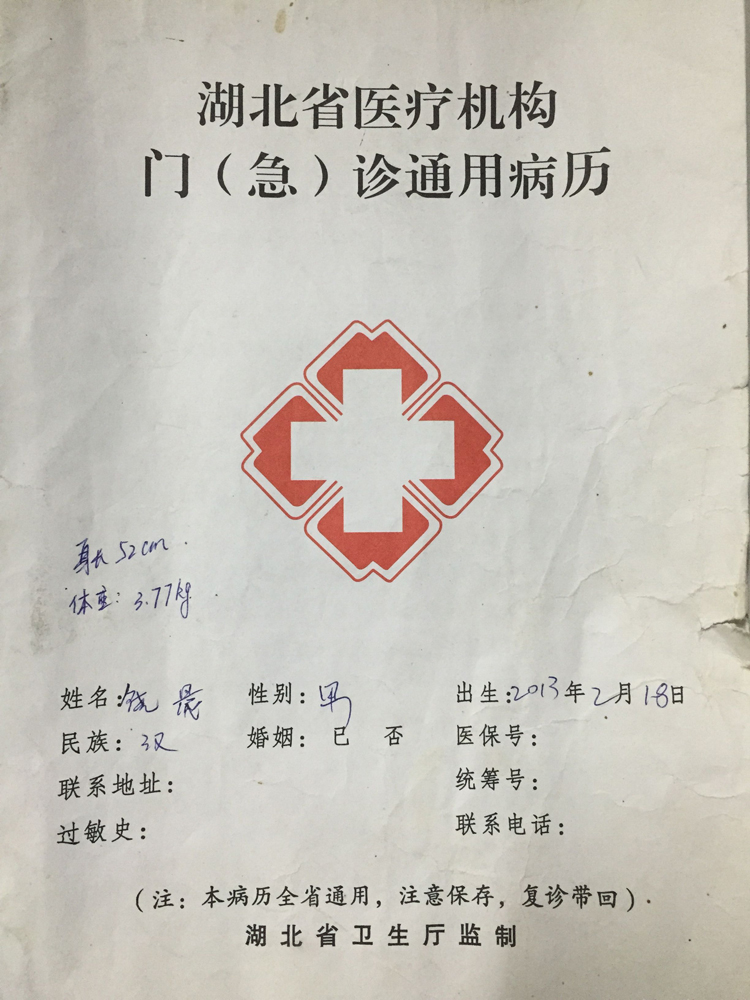 湖北省医疗机构
门（急）诊通用病历
身长 52cm.
体重: 3.77kg.
姓名: 性别: 男 出生: 2013年2月18日
民族: 汉 婚姻: 已 否 医保号:
联系地址: 统筹号:
过敏史: 联系电话:
(注: 本病历全省通用, 注意保存, 复诊带回).
湖北省卫生厅监制